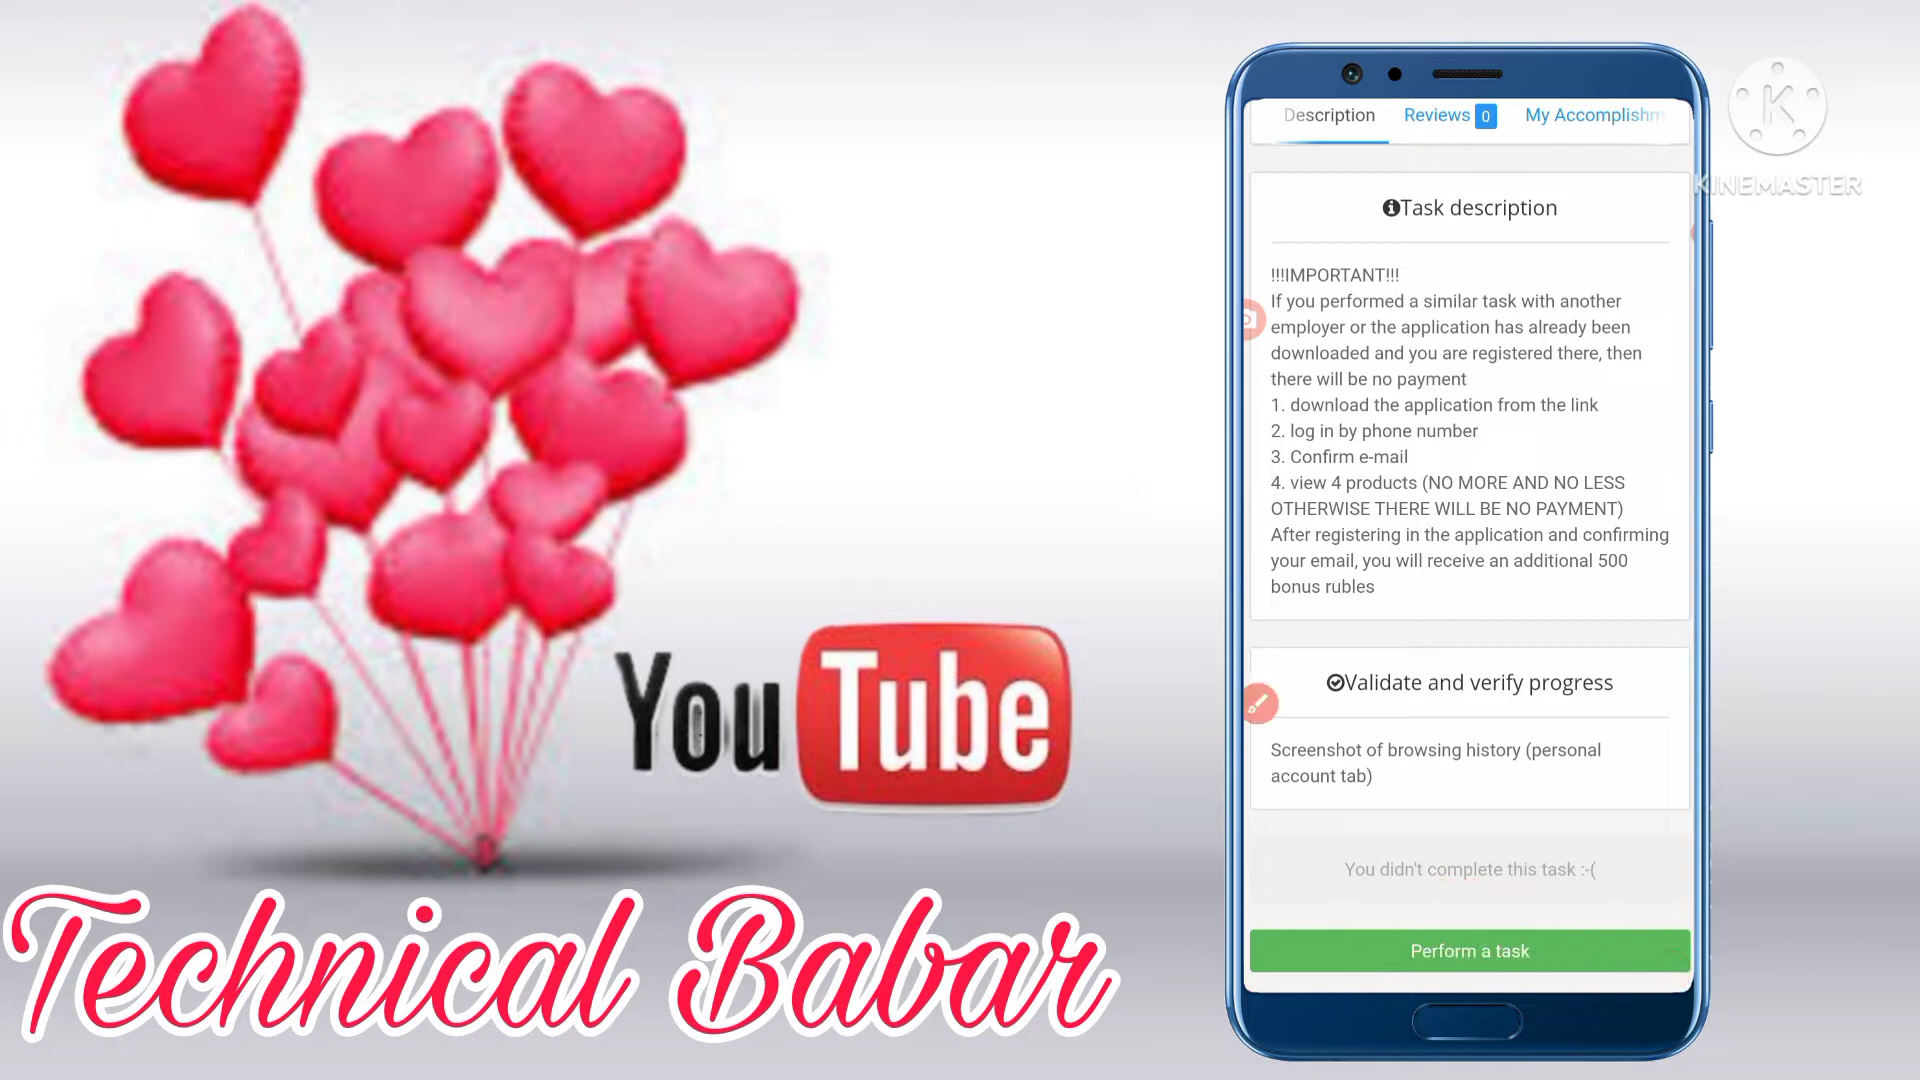 Description Reviews 0 My Accomplishm
KINEMASTER
Task description
!!!IMPORTANT!!!
If you performed a similar task with another
employer or the application has already been
downloaded and you are registered there, then
there will be no payment
1. download the application from the link
2. log in by phone number
3. Confirm e-mail
4. view 4 products (NO MORE AND NO LESS
OTHERWISE THERE WILL BE NO PAYMENT)
After registering in the application and confirming
your email, you will receive an additional 500
bonus rubles
Validate and verify progress
Screenshot of browsing history (personal
account tab)
You didn't complete this task :-(
Perform a task
YouTube
Technical Babar